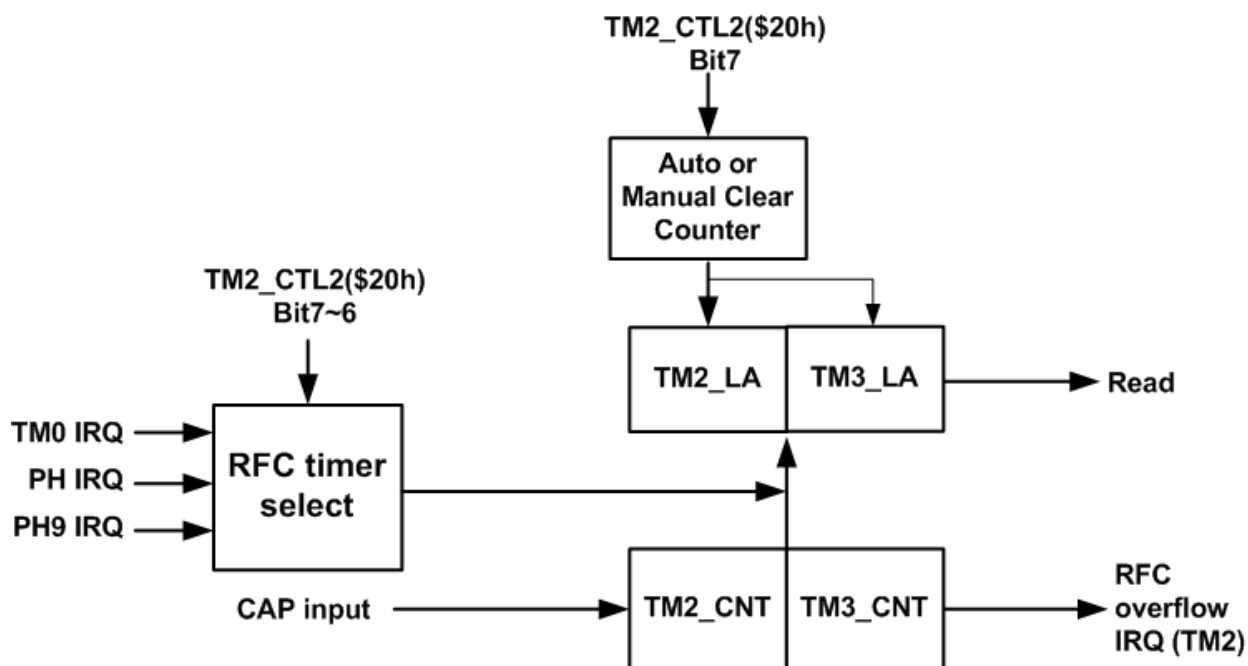 TM2_CTL2($20h)
Bit7
Auto or
Manual Clear
Counter
TM2_CTL2($20h)
Bit7~6
TM2_LA
TM3_LA
Read
TM0 IRQ
PH IRQ
PH9 IRQ
RFC timer
select
CAP input
TM2_CNT
TM3_CNT
RFC
overflow
IRQ (TM2)